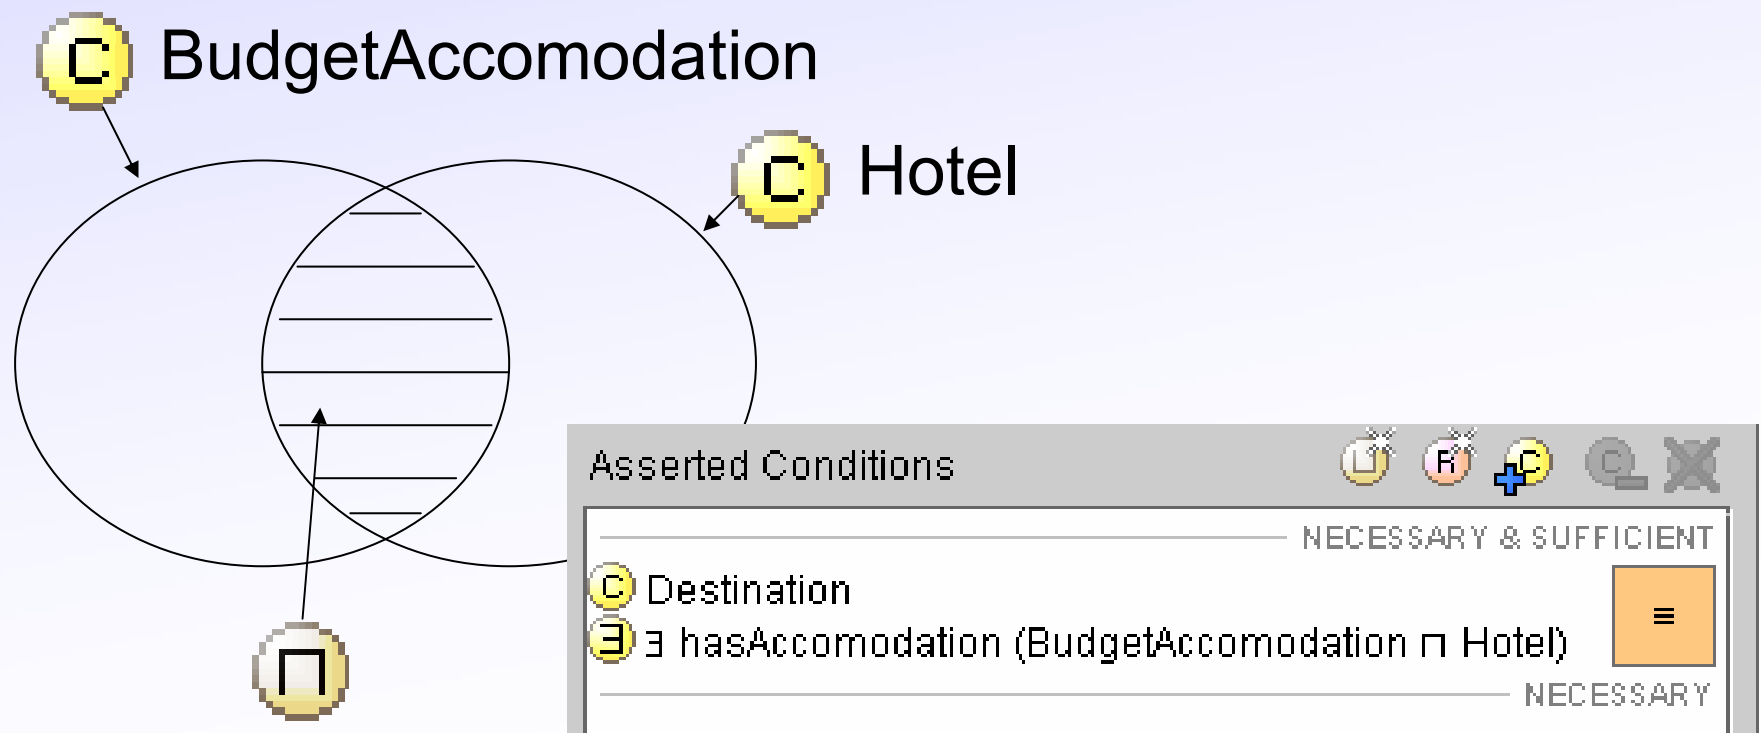 C BudgetAccomodation
C Hotel
⊓
Asserted Conditions
NECESSARY & SUFFICIENT
C Destination
∃ ∃ hasAccomodation (BudgetAccomodation ⊓ Hotel)
≡
NECESSARY